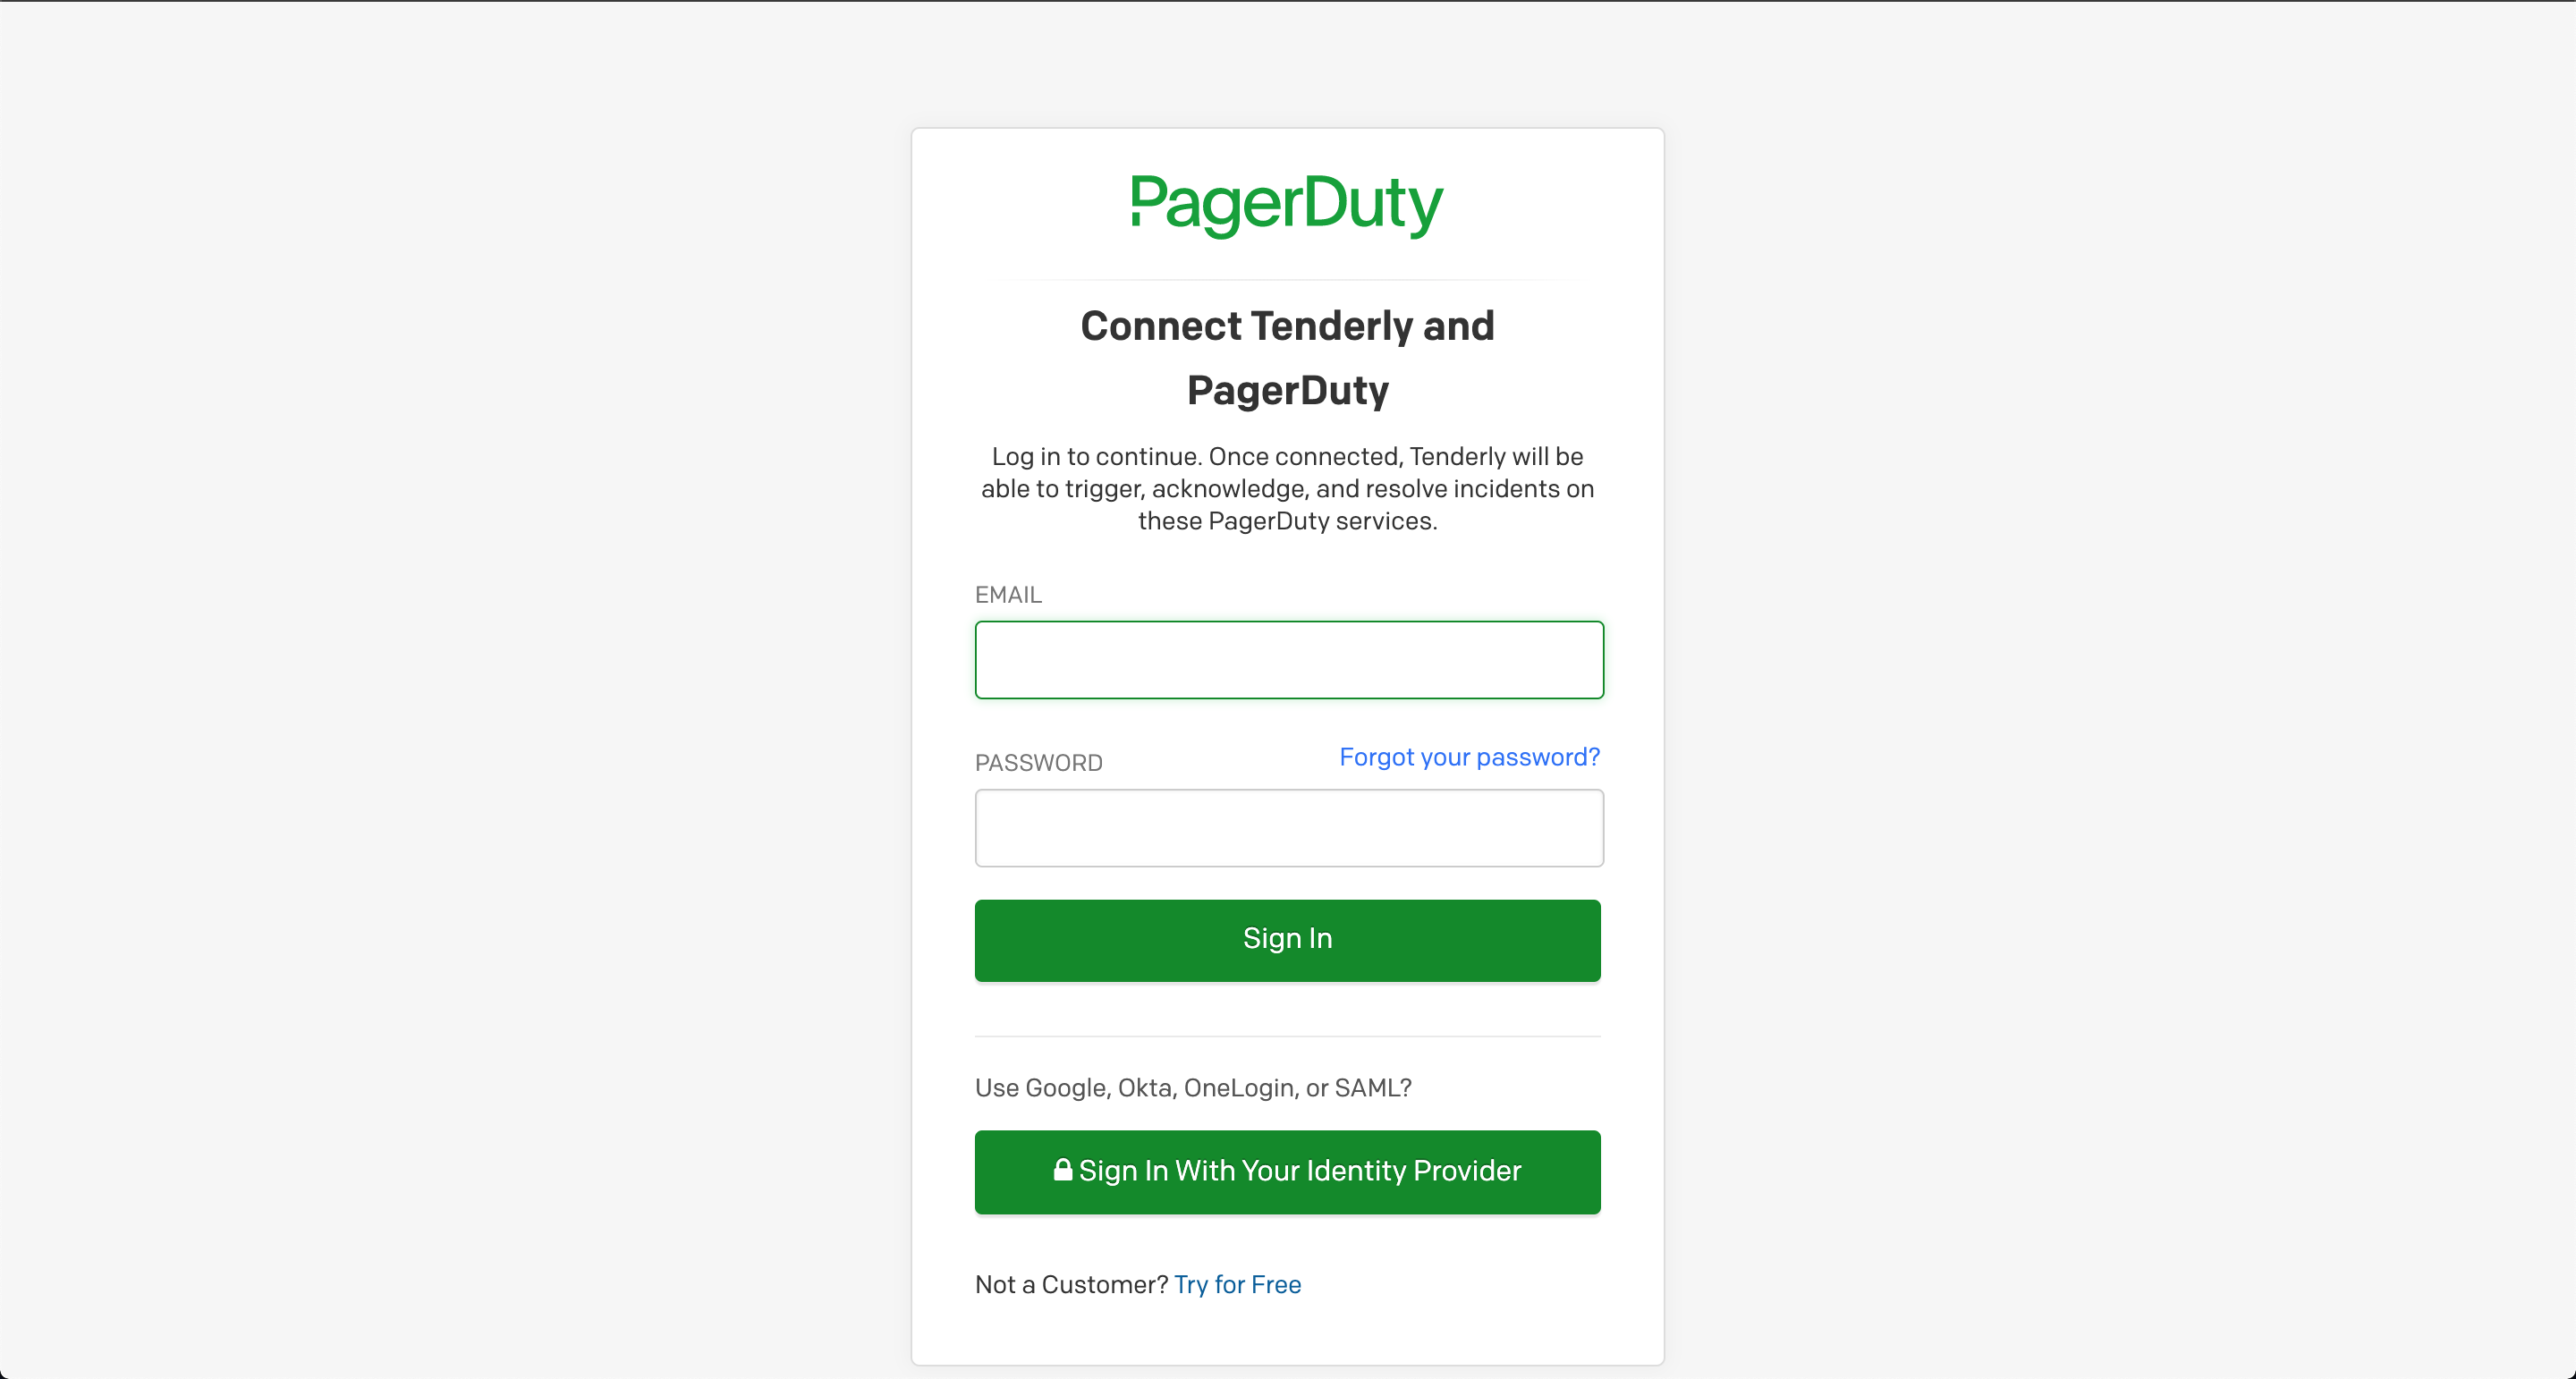 PagerDuty
Connect Tenderly and
PagerDuty
Log in to continue. Once connected, Tenderly will be
able to trigger, acknowledge, and resolve incidents on
these PagerDuty services.
EMAIL
PASSWORD
Forgot your password?
Sign In
Use Google, Okta, OneLogin, or SAML?
Sign In With Your Identity Provider
Not a Customer? Try for Free